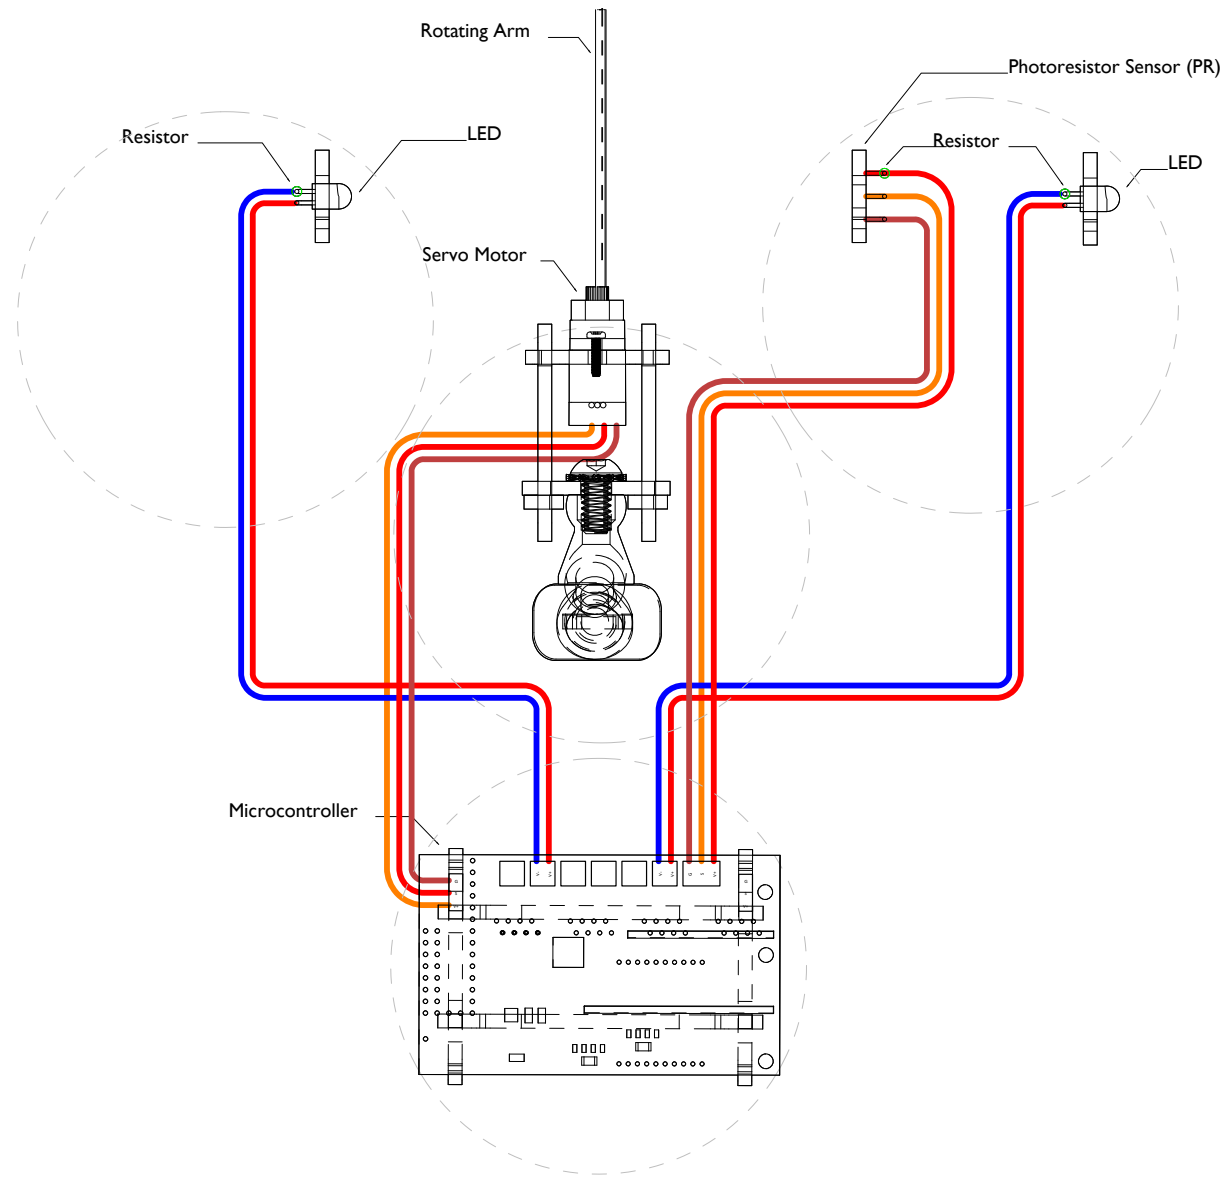 Rotating Arm
Photoresistor Sensor (PR)
Resistor
LED
Resistor
LED
Servo Motor
Microcontroller